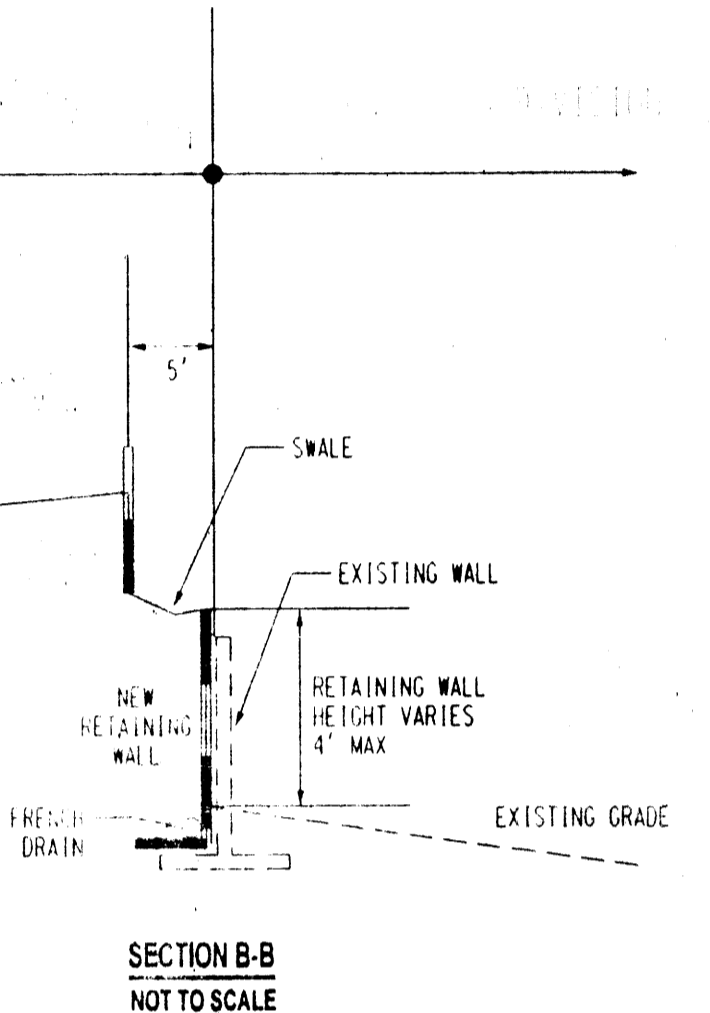 5'
SWALE
EXISTING WALL
NEW
RETAINING
WALL
RETAINING WALL
HEIGHT VARIES
4' MAX
FRENCH
DRAIN
EXISTING GRADE
SECTION B-B
NOT TO SCALE